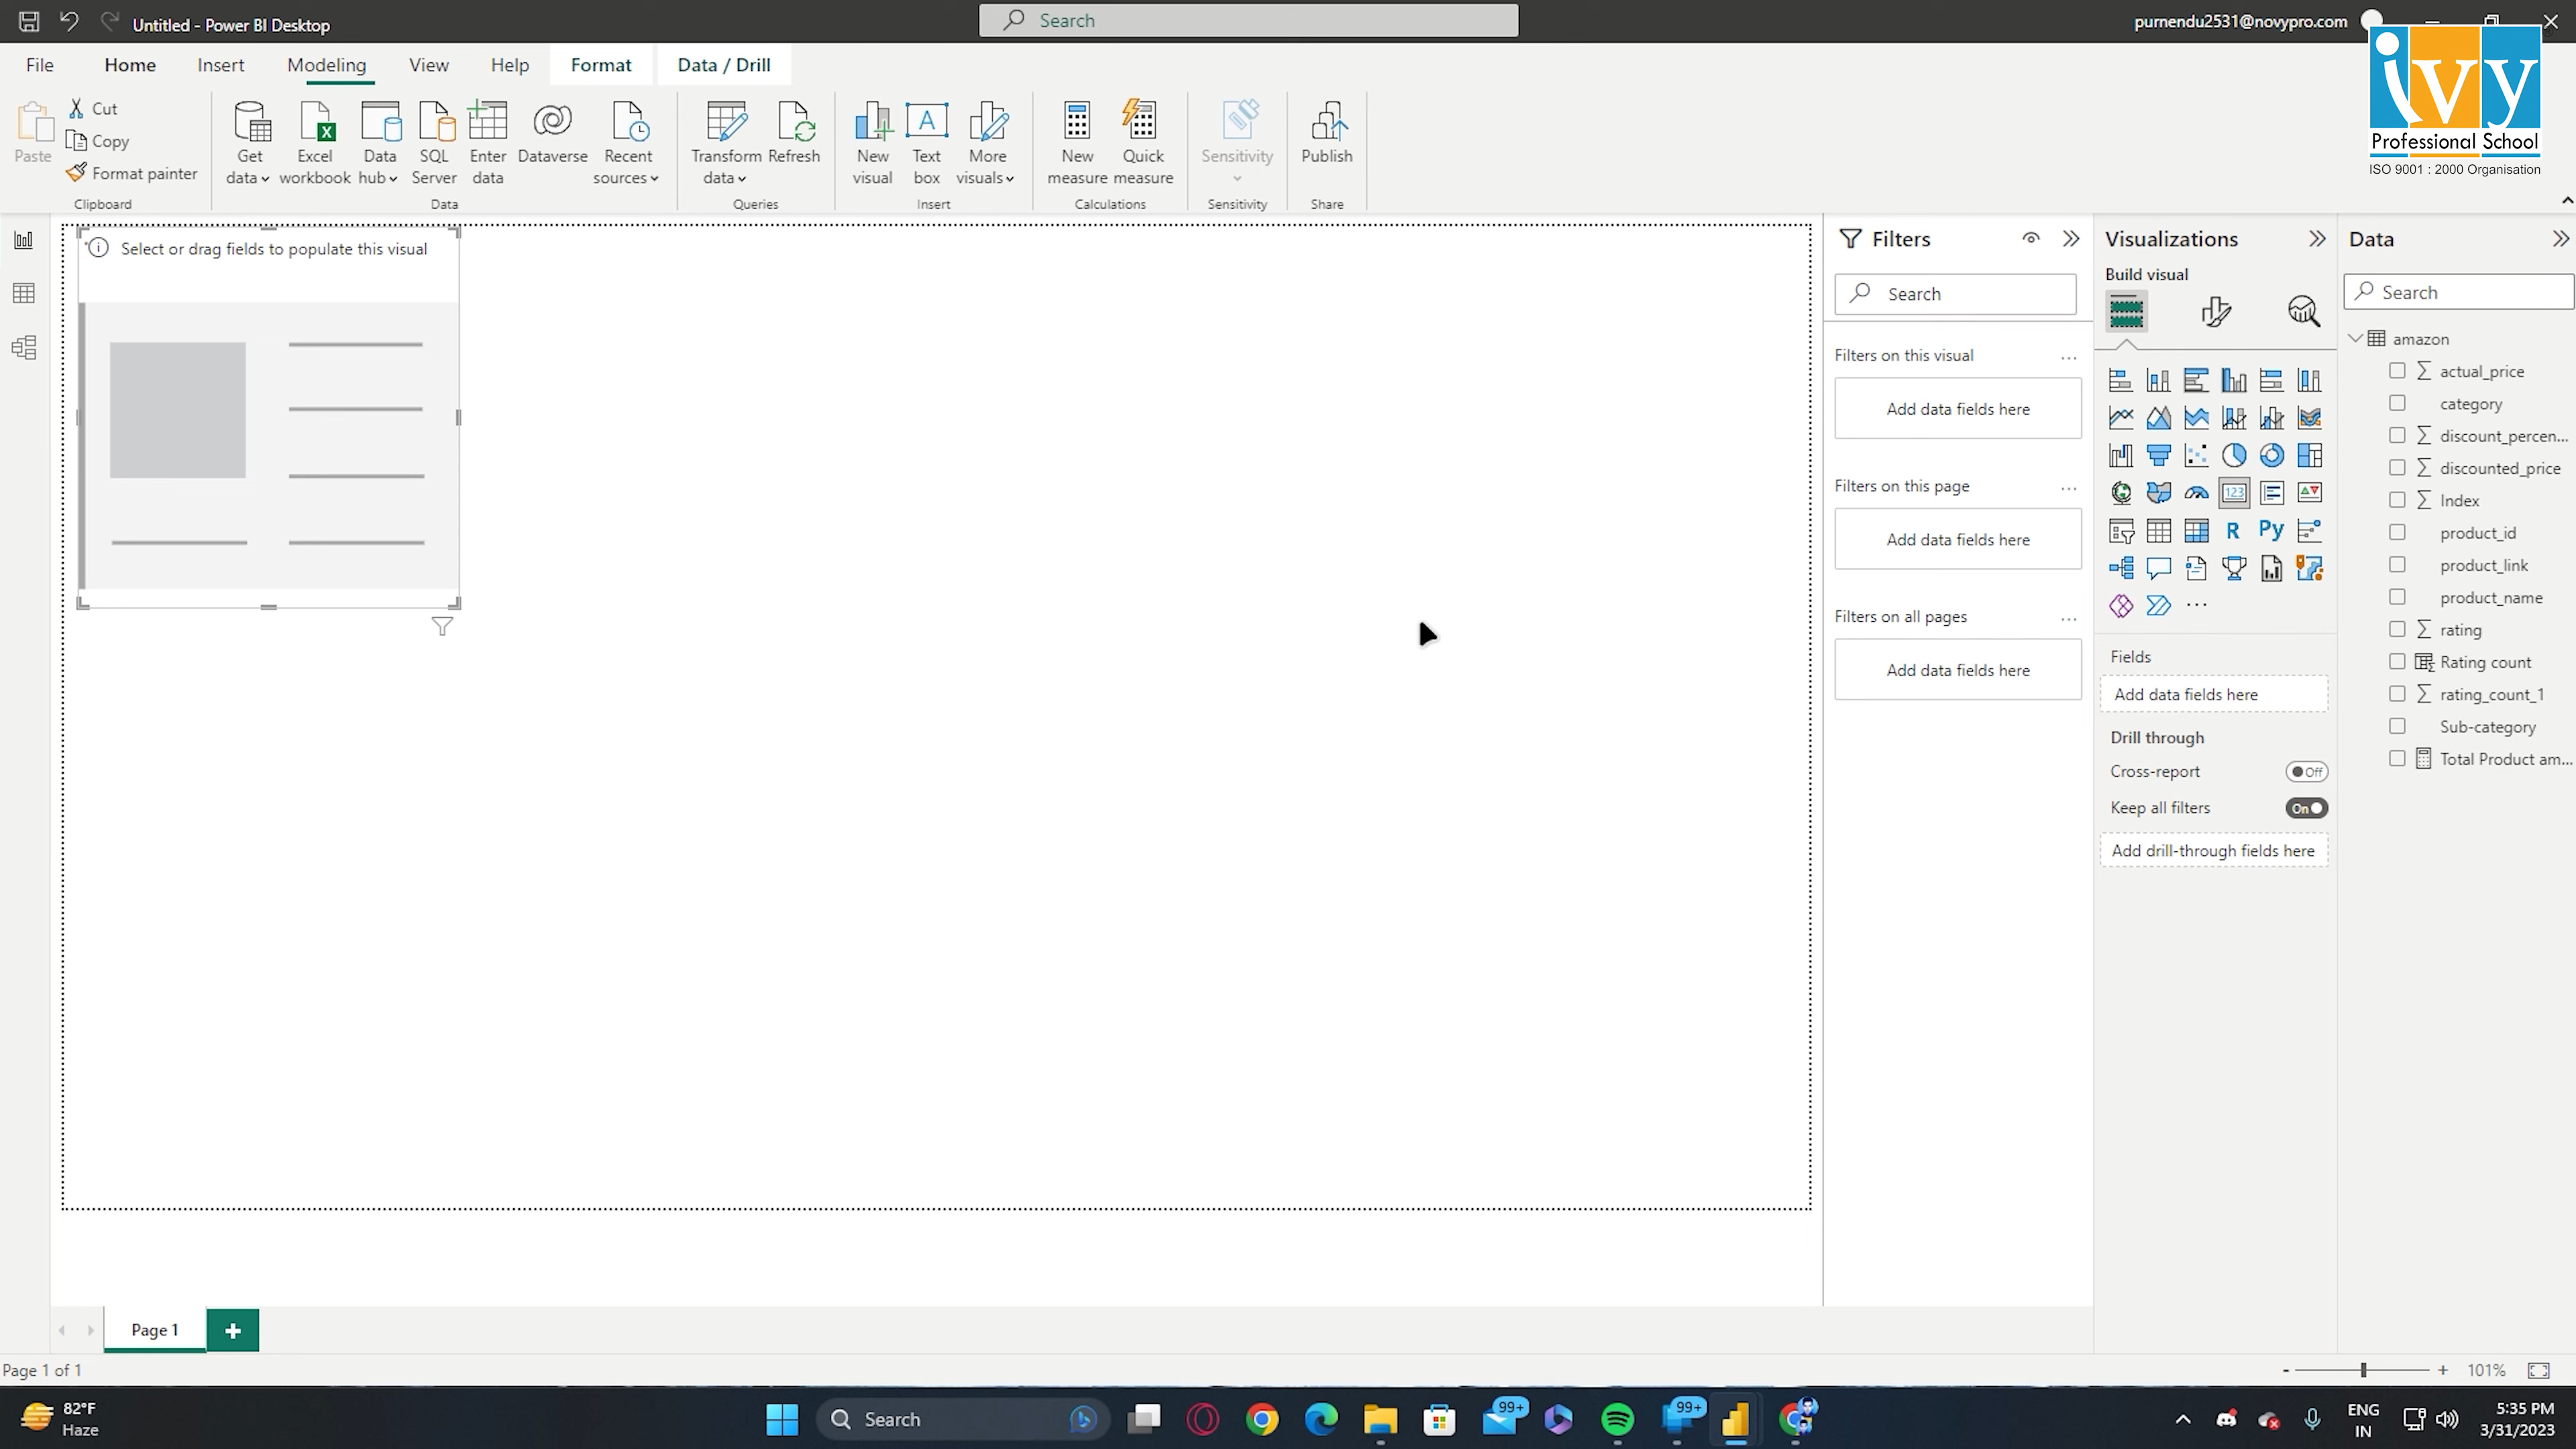 Untitled - Power BI Desktop
Search
purnendu2531@novypro.com
File Home Insert Modeling View Help Format Data / Drill
ivy
Professional School
ISO 9001 : 2000 Organisation
Paste
Cut
Copy
Format painter
Clipboard
Get data
Excel workbook
Data hub
SQL Server
Enter data
Dataverse
Recent sources
Data
Transform data
Refresh
Queries
New visual
Text box
More visuals
Insert
New measure
Quick measure
Calculations
Sensitivity
Sensitivity
Publish
Share
Select or drag fields to populate this visual
Filters
Search
Filters on this visual
Add data fields here
Filters on this page
Add data fields here
Filters on all pages
Add data fields here
Visualizations
Build visual
123
R
Py
Fields
Add data fields here
Drill through
Cross-report
Off
Keep all filters
On
Add drill-through fields here
Data
Search
amazon
actual_price
category
discount_percen...
discounted_price
Index
product_id
product_link
product_name
rating
Rating count
rating_count_1
Sub-category
Total Product am...
Page 1
Page 1 of 1
101%
82°F
Haze
Search
99+
99+
ENG
IN
5:35 PM
3/31/2023